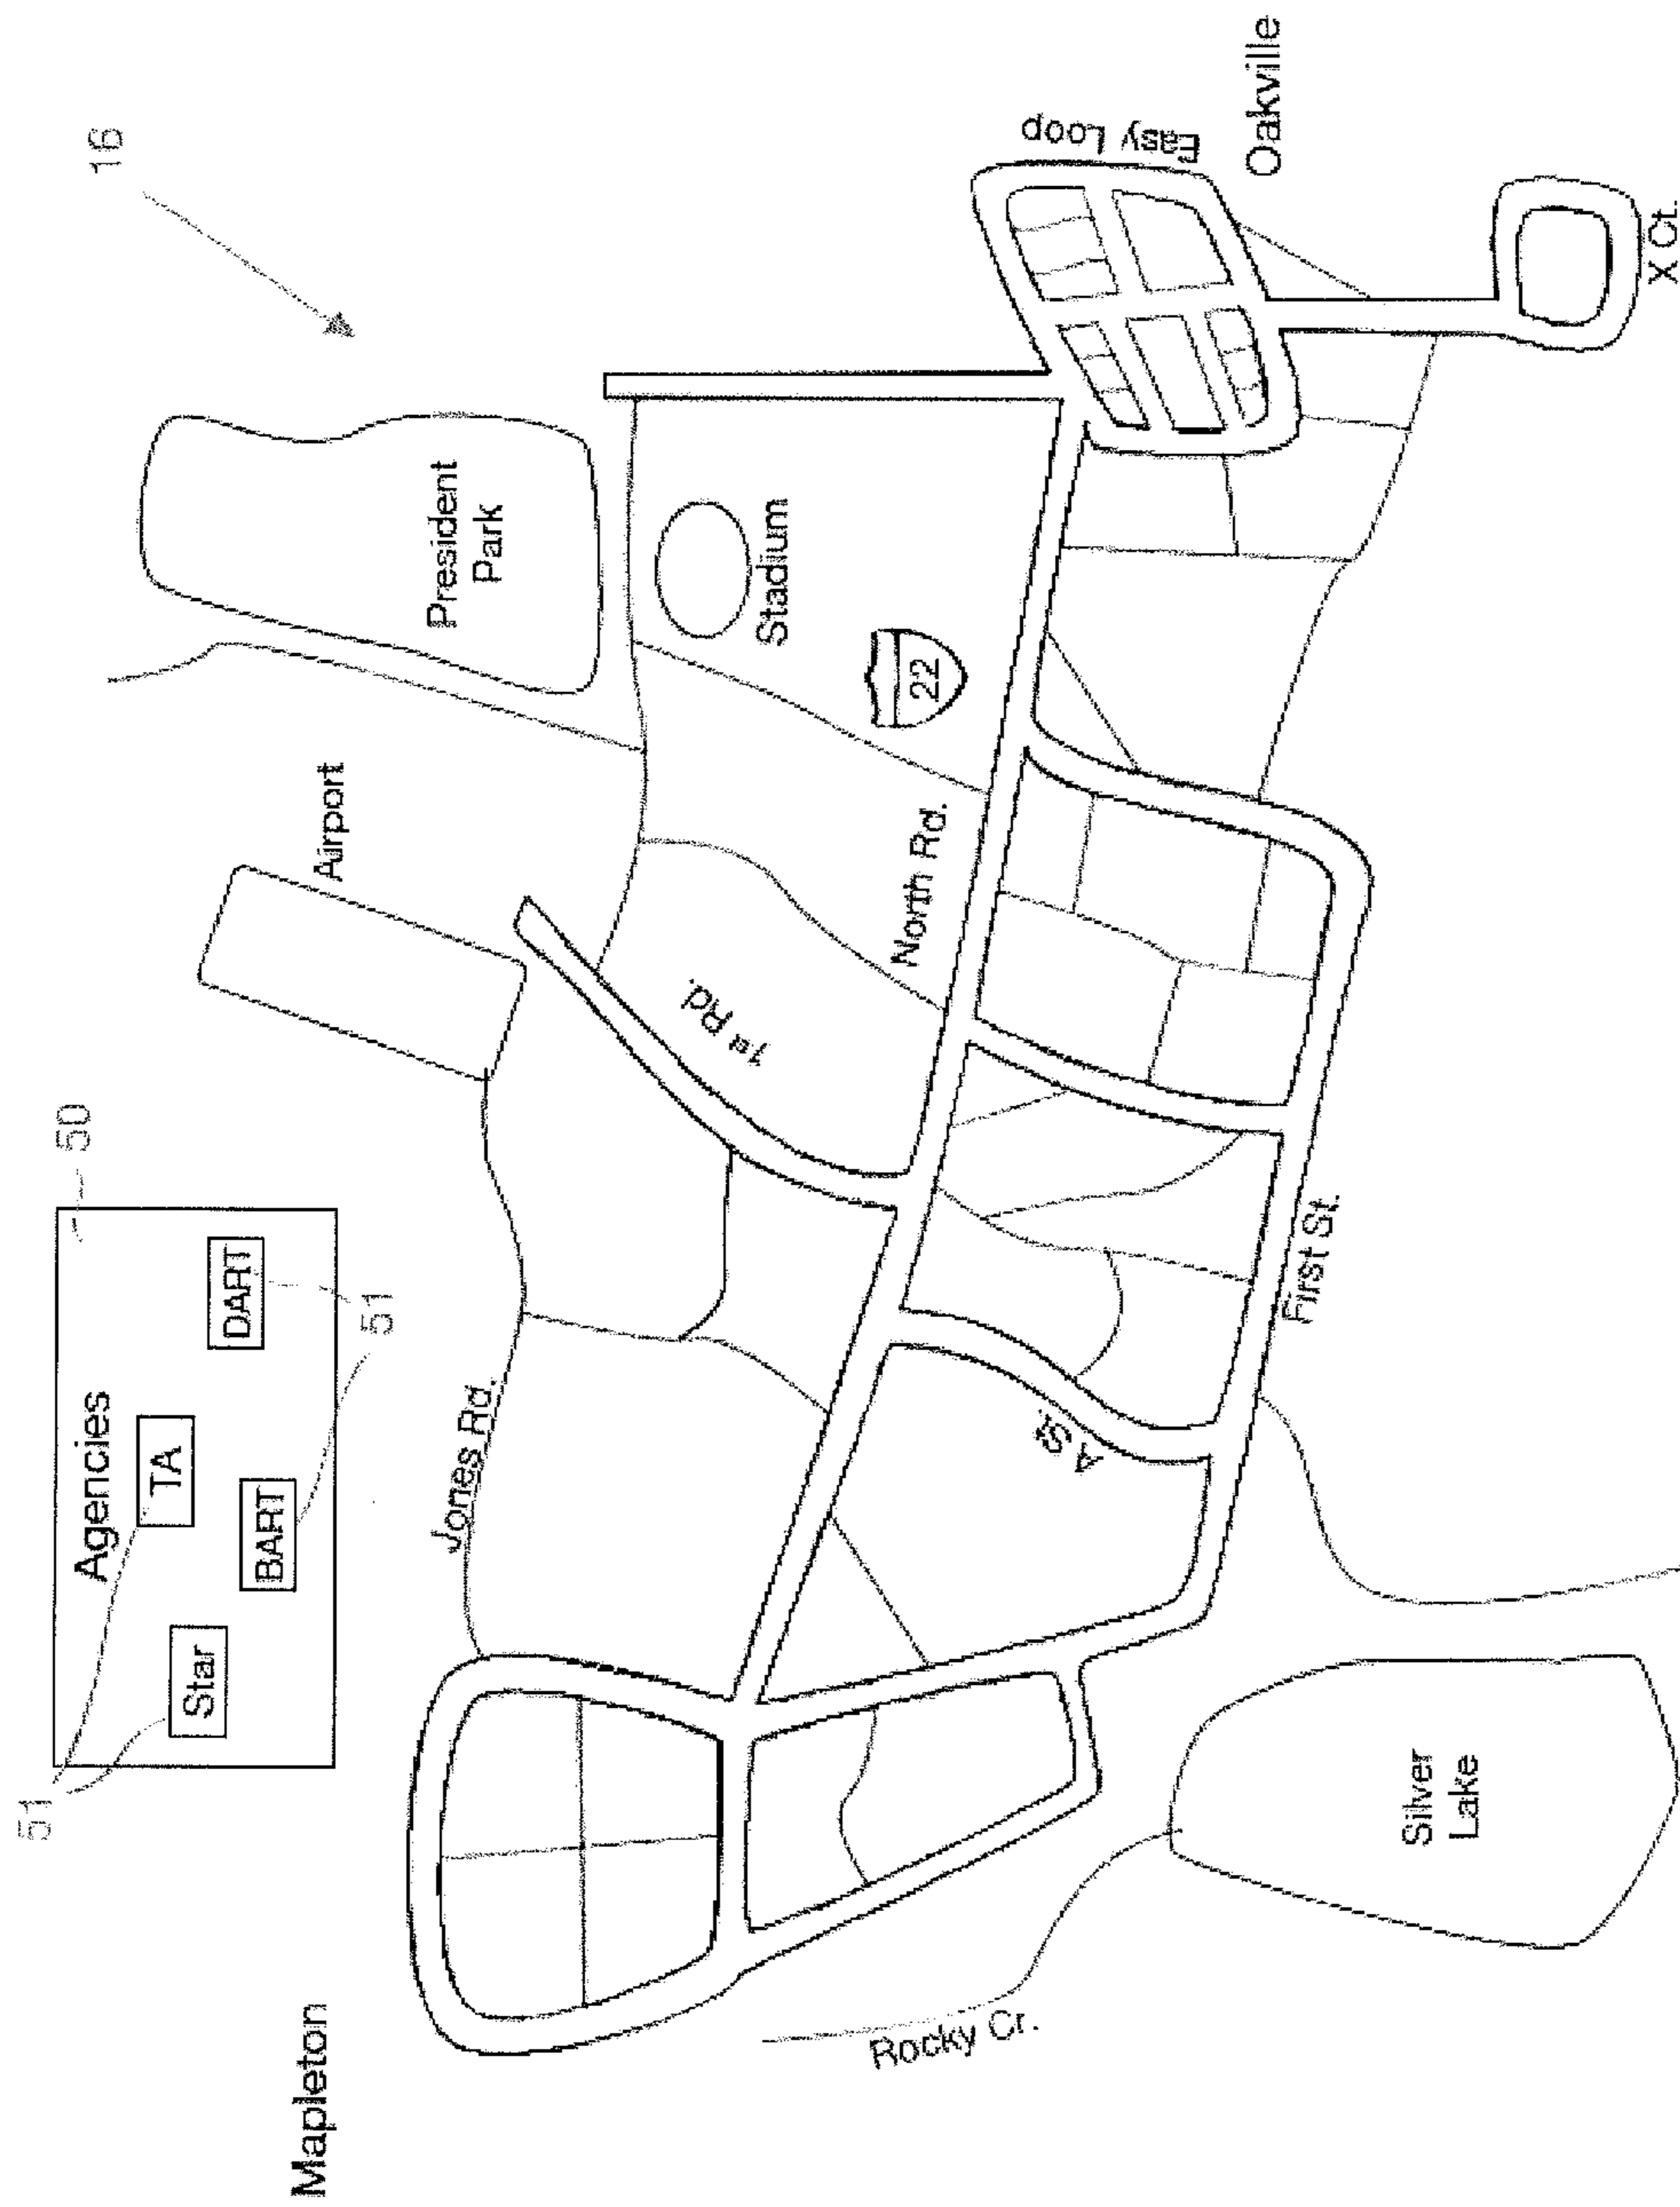 Mapleton
51
Agencies
50
Star
TA
BART
DART
51
16
Jones Rd.
Airport
President
Park
1st Rd.
Stadium
North Rd.
22
Easy Loop
Oakville
A St.
First St.
Rocky Cr.
Silver
Lake
X Ct.